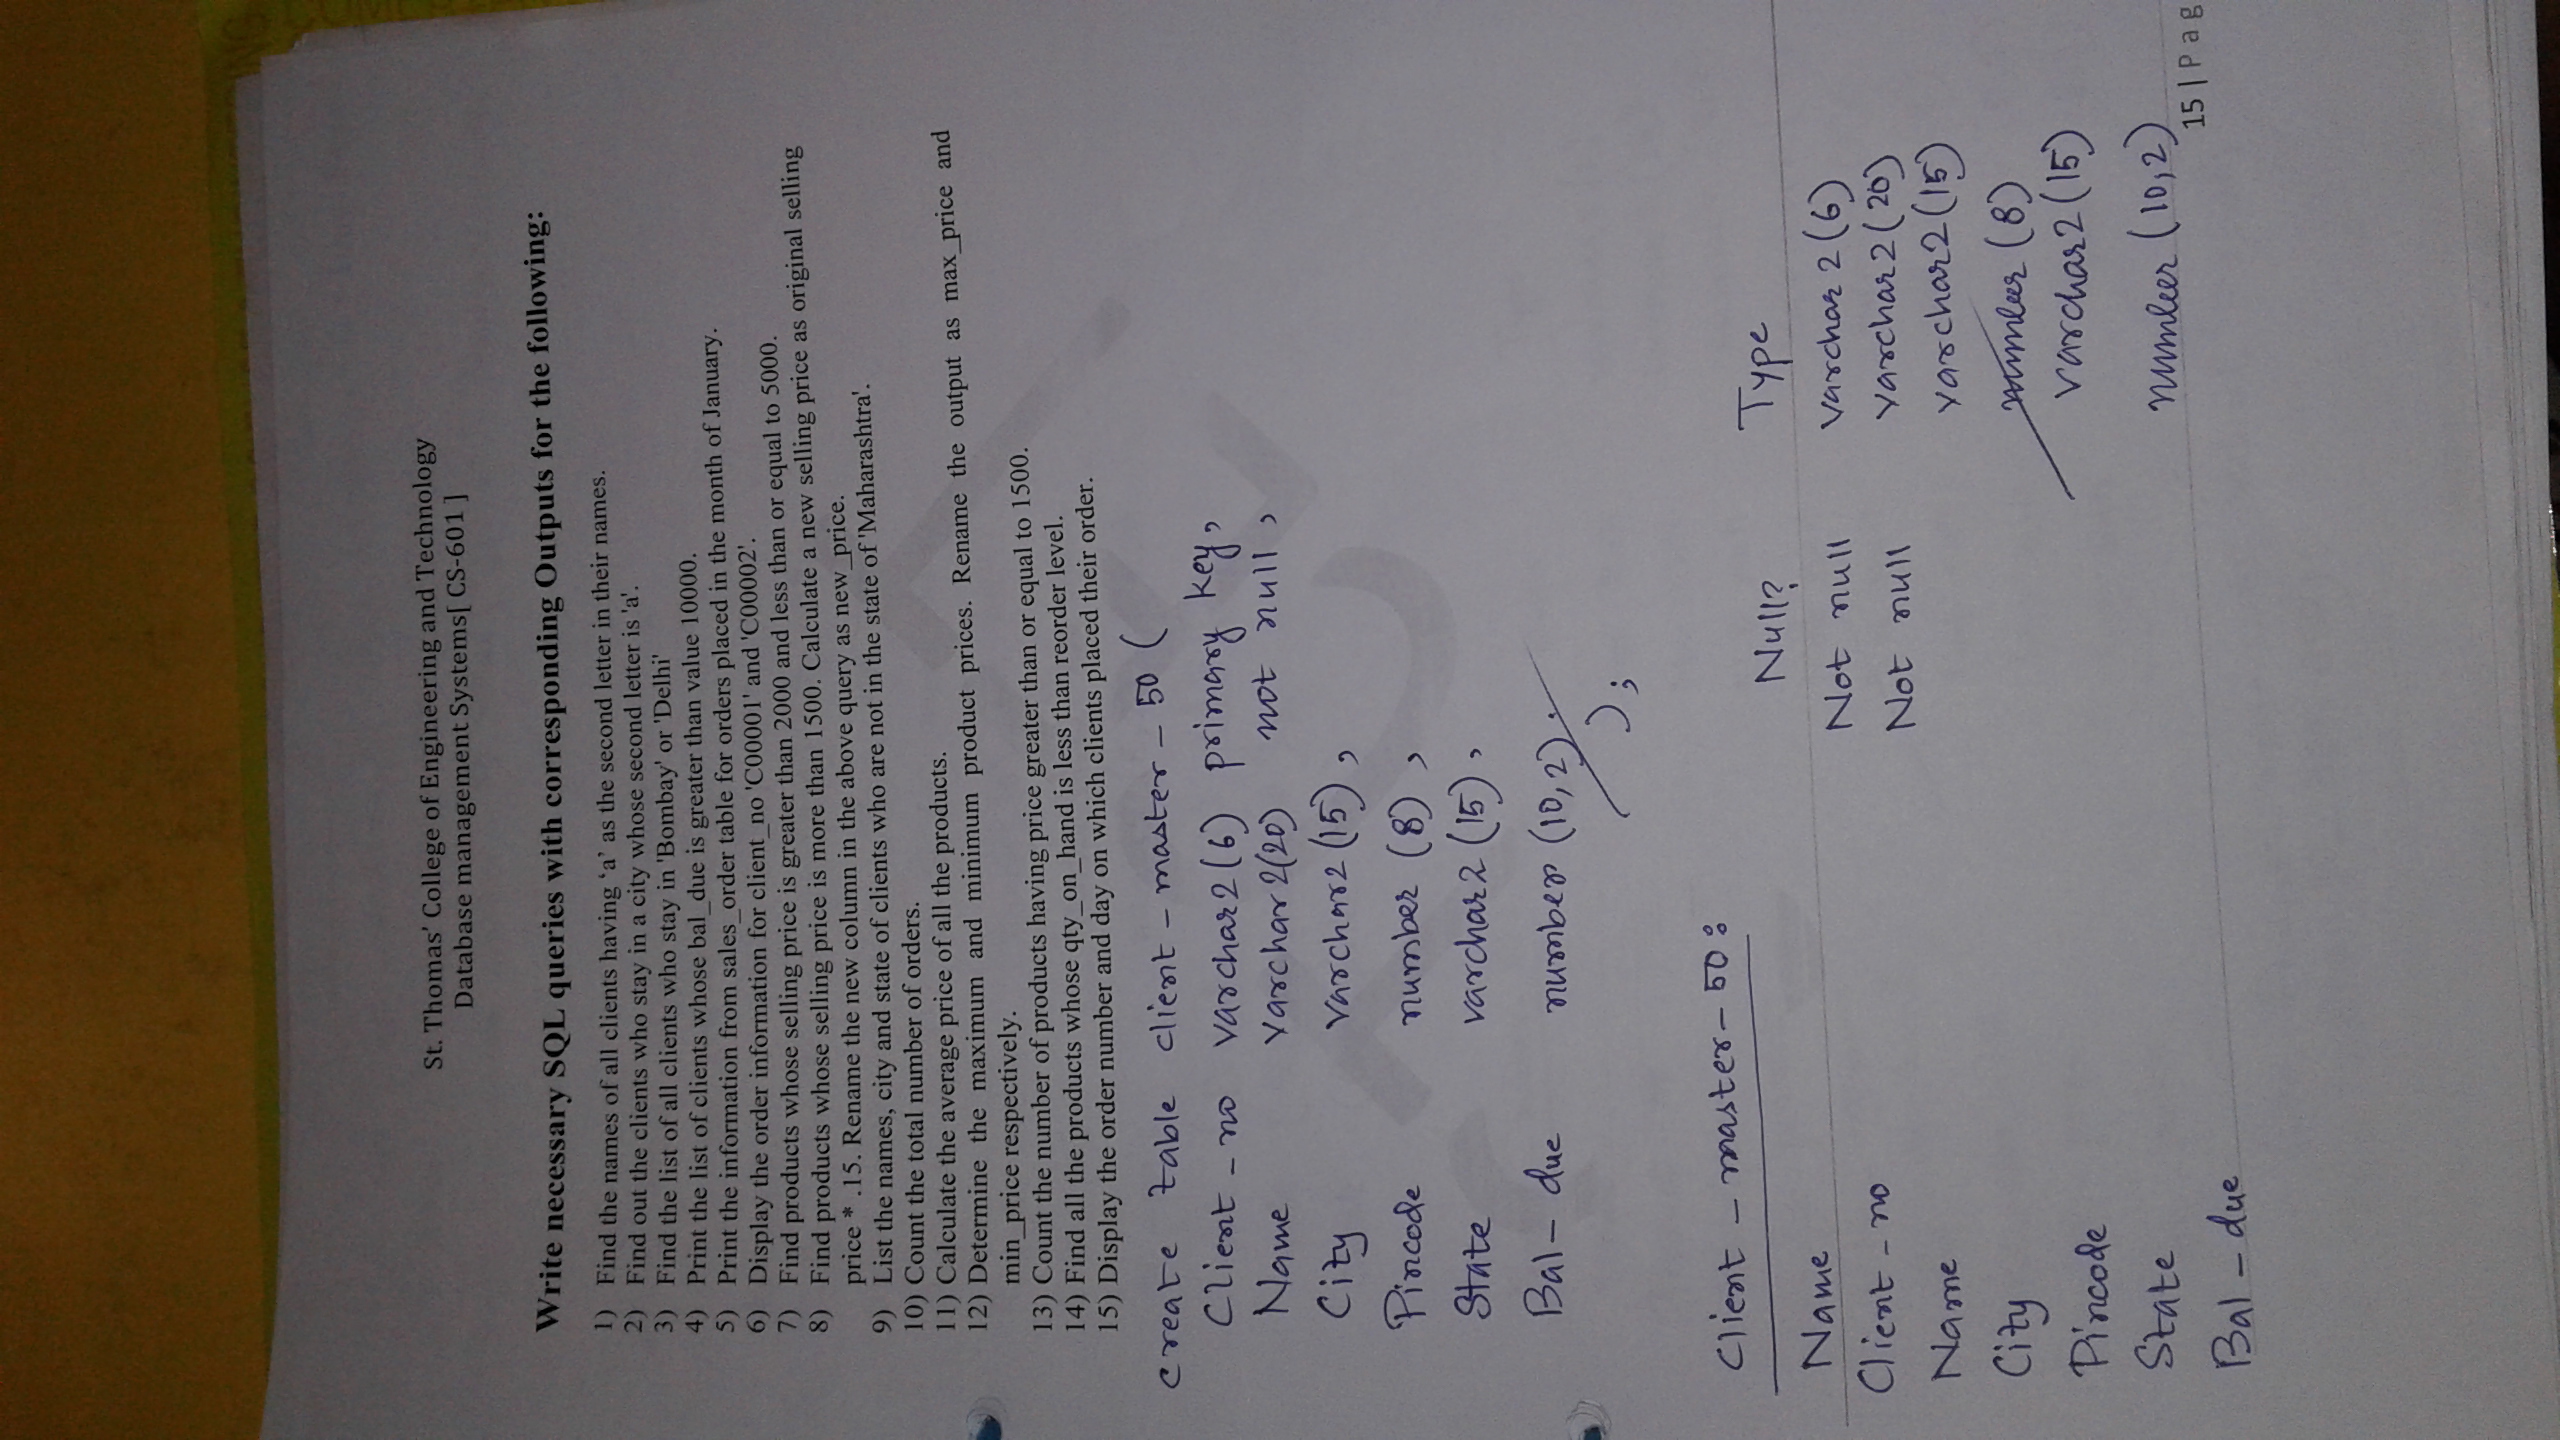 St. Thomas' College of Engineering and Technology
Database management Systems[ CS-601 ]
Write necessary SQL queries with corresponding Outputs for the following:
1) Find the names of all clients having ‘a’ as the second letter in their names.
2) Find out the clients who stay in a city whose second letter is 'a'.
3) Find the list of all clients who stay in 'Bombay' or 'Delhi'
4) Print the list of clients whose bal_due is greater than value 10000.
5) Print the information from sales_order table for orders placed in the month of January.
6) Display the order information for client_no 'C00001' and 'C00002'.
7) Find products whose selling price is greater than 2000 and less than or equal to 5000.
8) Find products whose selling price is more than 1500. Calculate a new selling price as original selling
price * .15. Rename the new column in the above query as new_price.
9) List the names, city and state of clients who are not in the state of 'Maharashtra'.
10) Count the total number of orders.
11) Calculate the average price of all the products.
12) Determine the maximum and minimum product prices. Rename the output as max_price and
min_price respectively.
13) Count the number of products having price greater than or equal to 1500.
14) Find all the products whose qty_on_hand is less than reorder level.
15) Display the order number and day on which clients placed their order.
create table client - master - 50 (
Client - no varchar2(6) primary key,
Name varchar2(20) not null,
City varchar2 (15),
Pincode number (8),
State varchar2 (15),
Bal - due number (10,2)
);
Client - master - 50 :
Name Null? Type
Client - no Not null varchar2(6)
Name Not null varchar2(20)
City varchar2(15)
Pincode number (8)
State varchar2(15)
Bal - due number (10,2)
15 | P a g